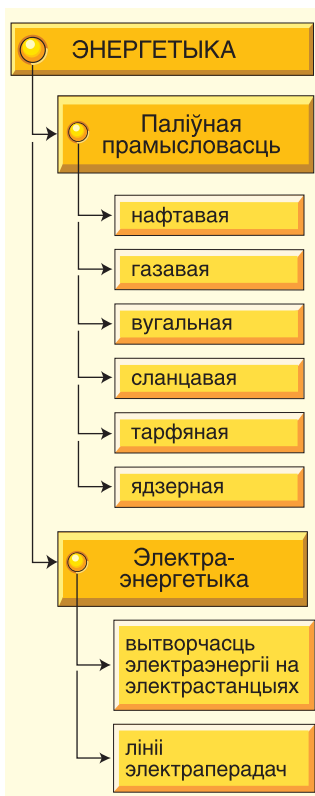 ЭНЕРГЕТЫКА
Паліўная
прамысловасць
нафтавая
газавая
вугальная
сланцавая
тарфяная
ядзерная
Электра-
энергетыка
вытворчасць
электраэнергіі на
электрастанцыях
лініі
электраперадач